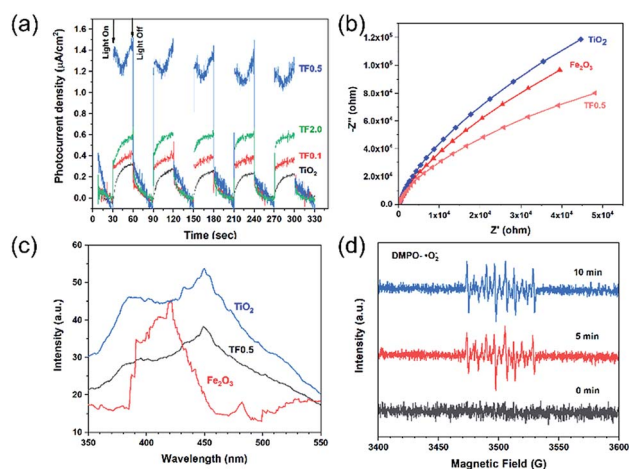 (a)
Photocurrent density (μA/cm²)
1.6
1.4
1.2
1.0
0.8
0.6
0.4
0.2
0.0
Light On
Light Off
TF0.5
TF2.0
TF0.1
TiO₂
0 30 60 90 120 150 180 210 240 270 300 330
Time (sec)
(b)
-Z'' (ohm)
1.2x10⁵
1.0x10⁵
8.0x10⁴
6.0x10⁴
4.0x10⁴
2.0x10⁴
0.0
TiO₂
Fe₂O₃
TF0.5
1x10⁴ 2x10⁴ 3x10⁴ 4x10⁴ 5x10⁴
Z' (ohm)
(c)
Intensity (a.u.)
60
50
40
30
20
10
TiO₂
TF0.5
Fe₂O₃
350 400 450 500 550
Wavelength (nm)
(d)
Intensity (a.u.)
DMPO- •O₂⁻
10 min
5 min
0 min
3400 3450 3500 3550 3600
Magnetic Field (G)